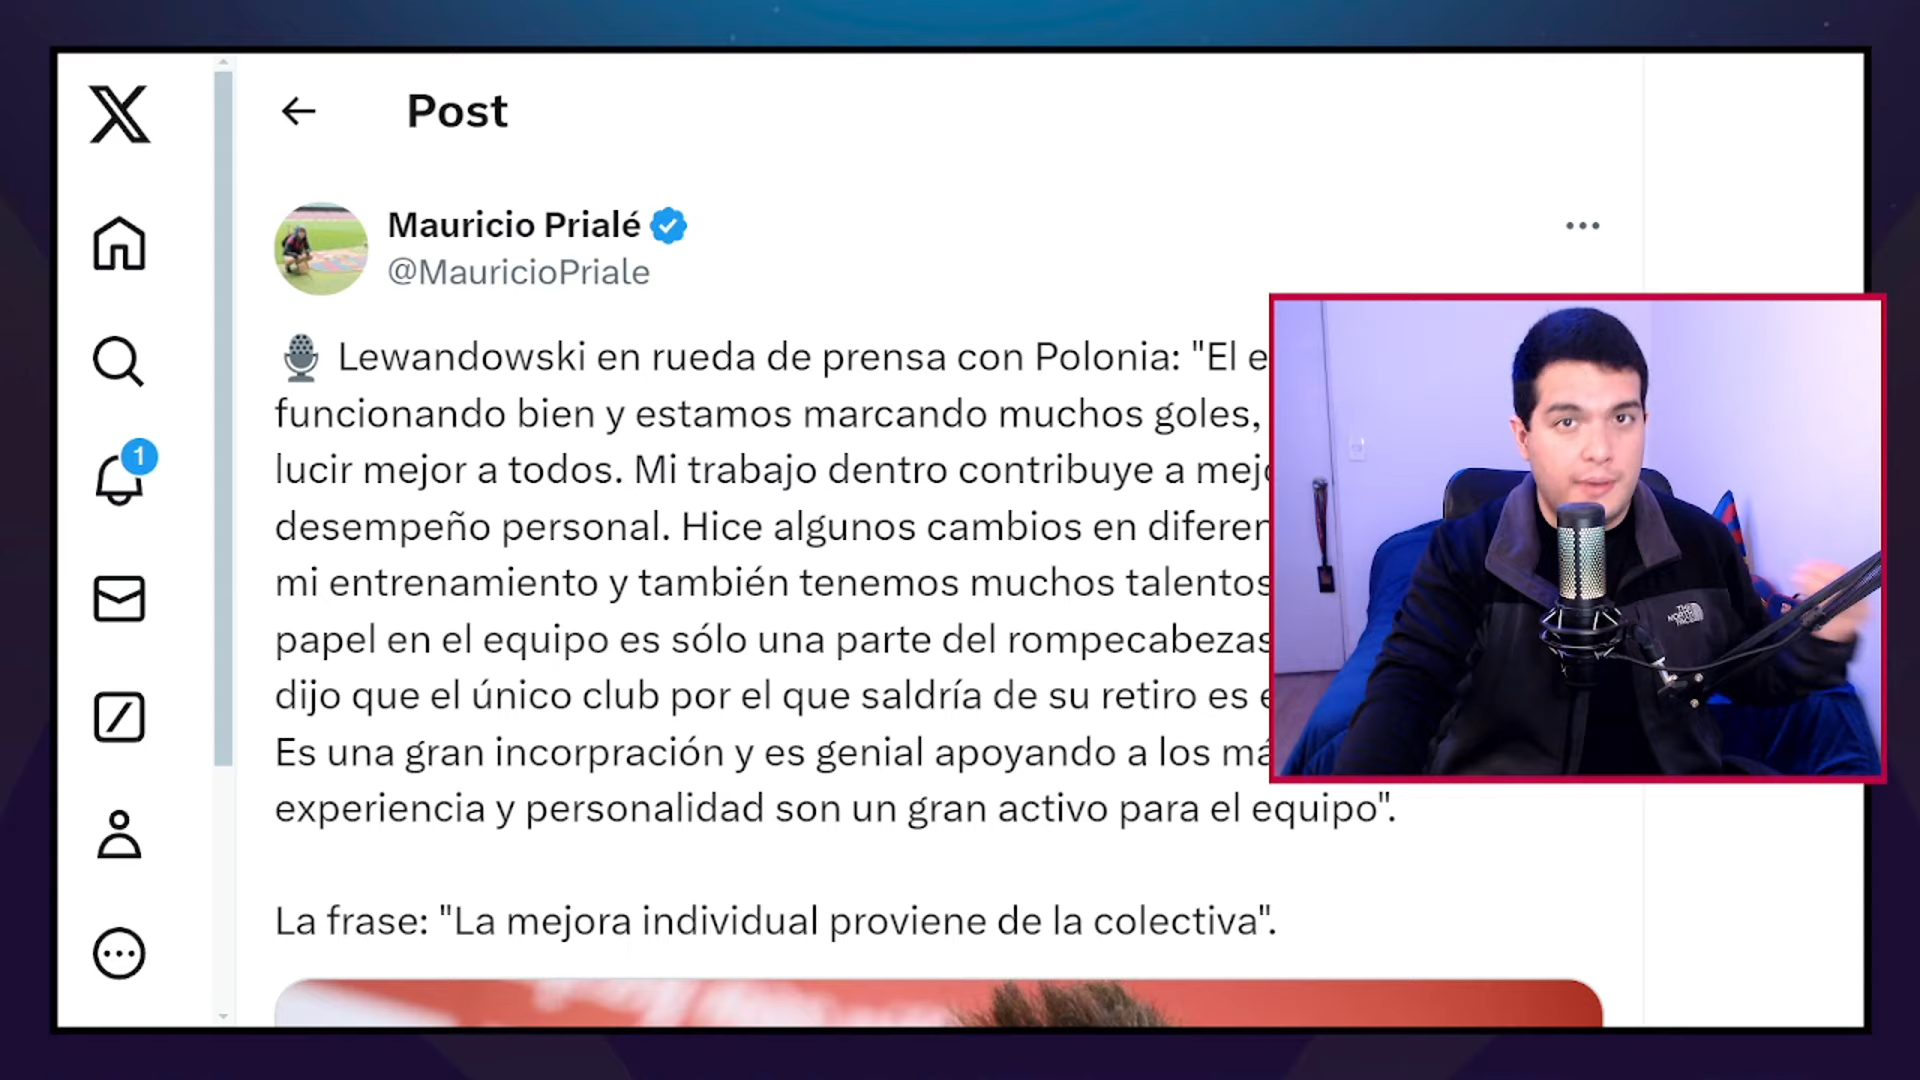 Post
Mauricio Prialé
@MauricioPriale
Lewandowski en rueda de prensa con Polonia: "El
funcionando bien y estamos marcando muchos goles,
lucir mejor a todos. Mi trabajo dentro contribuye a
desempeño personal. Hice algunos cambios en
mi entrenamiento y también tenemos muchos talentos
papel en el equipo es sólo una parte del rompecabezas
dijo que el único club por el que saldría de su retiro es
Es una gran incorpración y es genial apoyando a los
experiencia y personalidad son un gran activo para el equipo".
La frase: "La mejora individual proviene de la colectiva".
1
THE
NORTH
FACE